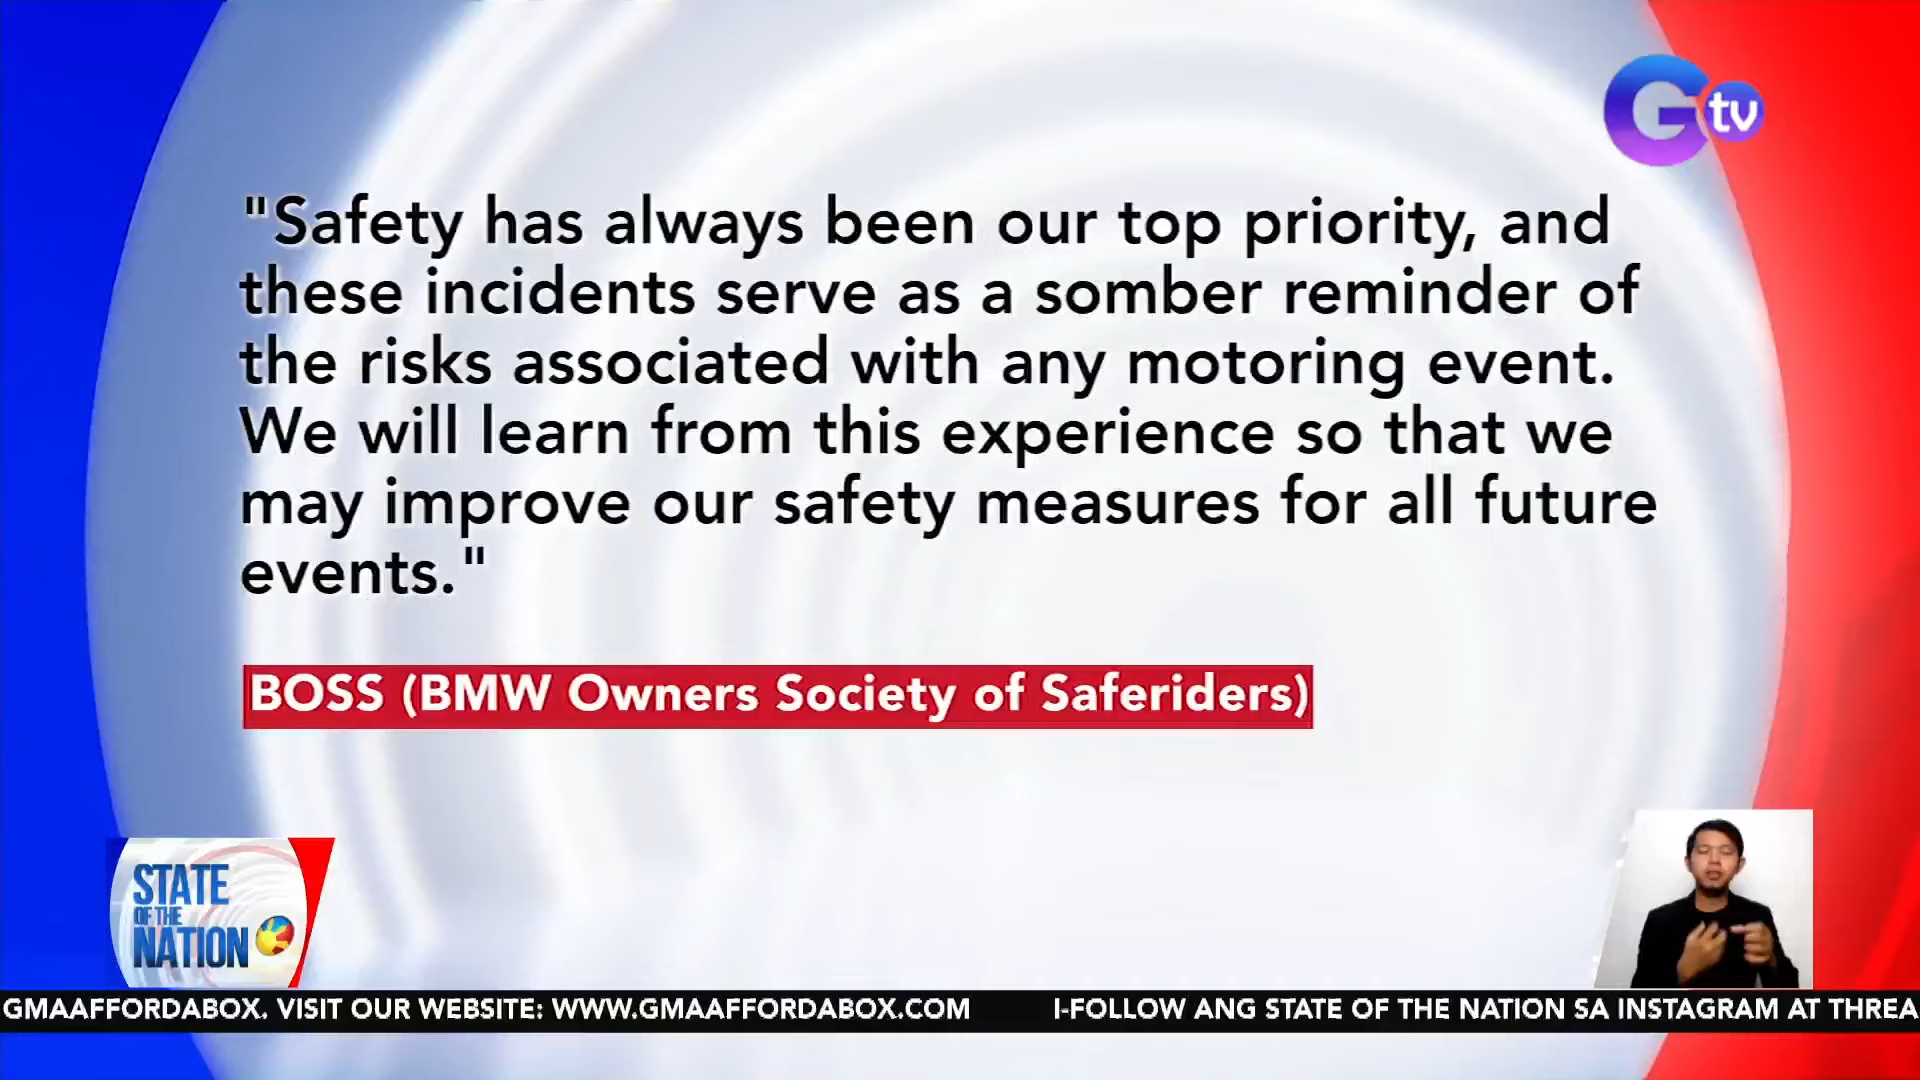 G tv
"Safety has always been our top priority, and
these incidents serve as a somber reminder of
the risks associated with any motoring event.
We will learn from this experience so that we
may improve our safety measures for all future
events."
BOSS (BMW Owners Society of Saferiders)
STATE
OF THE
NATION
GMAAFFORDABOX. VISIT OUR WEBSITE: WWW.GMAAFFORDABOX.COM I-FOLLOW ANG STATE OF THE NATION SA INSTAGRAM AT THREA